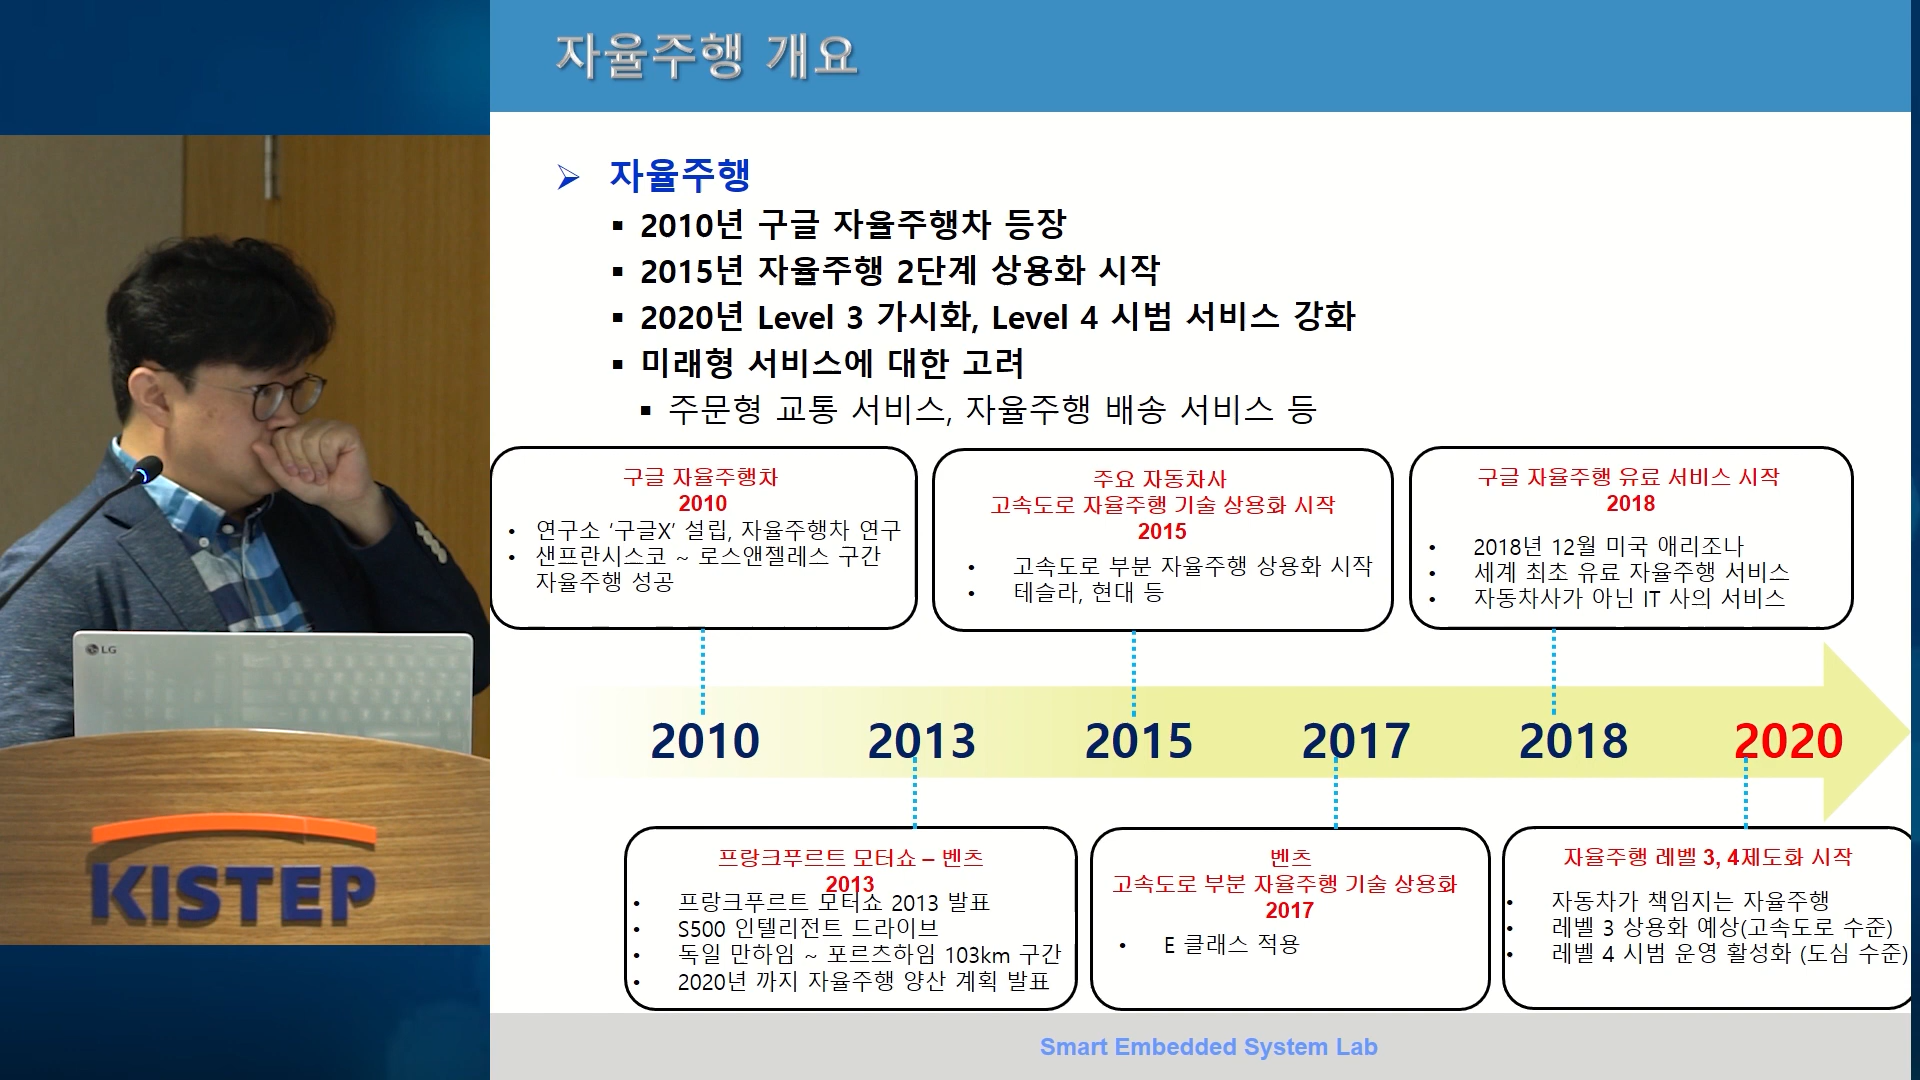 자율주행 개요
자율주행
2010년 구글 자율주행차 등장
2015년 자율주행 2단계 상용화 시작
2020년 Level 3 가시화, Level 4 시범 서비스 강화
미래형 서비스에 대한 고려
주문형 교통 서비스, 자율주행 배송 서비스 등
구글 자율주행차
2010
연구소 ‘구글X’ 설립, 자율주행차 연구
샌프란시스코 ~ 로스앤젤레스 구간
자율주행 성공
주요 자동차사
고속도로 자율주행 기술 상용화 시작
2015
고속도로 부분 자율주행 상용화 시작
테슬라, 현대 등
구글 자율주행 유료 서비스 시작
2018
2018년 12월 미국 애리조나
세계 최초 유료 자율주행 서비스
자동차사가 아닌 IT 사의 서비스
2010 2013 2015 2017 2018 2020
프랑크푸르트 모터쇼 – 벤츠
2013
프랑크푸르트 모터쇼 2013 발표
S500 인텔리전트 드라이브
독일 만하임 ~ 포르츠하임 103km 구간
2020년 까지 자율주행 양산 계획 발표
벤츠
고속도로 부분 자율주행 기술 상용화
2017
E 클래스 적용
자율주행 레벨 3, 4제도화 시작
자동차가 책임지는 자율주행
레벨 3 상용화 예상(고속도로 수준)
레벨 4 시범 운영 활성화 (도심 수준)
Smart Embedded System Lab
LG
KISTEP